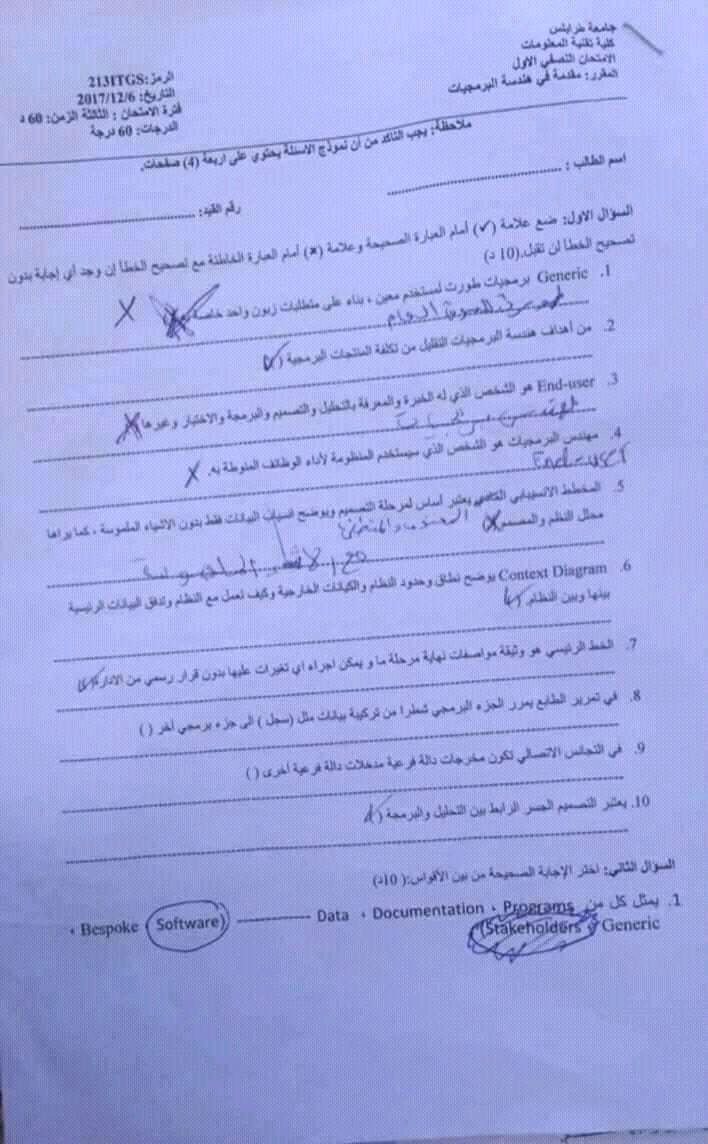 جامعة طرابلس
كلية تقنية المعلومات
الامتحان النصفي الاول
المقرر: مقدمة في هندسة البرمجيات
الرمز: 213ITGS
التاريخ: 2017/12/6
فترة الامتحان : الثالثة الزمن: 60 د
الدرجات: 60 درجة
ملاحظة: يجب التأكد من أن نموذج الاسئلة يحتوي على اربعة (4) صفحات.
اسم الطالب : ........................................
رقم القيد: ........................................
السؤال الاول: ضع علامة (✓) أمام العبارة الصحيحة وعلامة (×) أمام العبارة الخاطئة مع تصحيح الخطأ إن وجد أي إجابة بدون
تصحيح الخطأ لن تقبل.(10 د)
1. Generic برمجيات طورت لمستخدم معين ، بناء على متطلبات زبون واحد خاصة X
للسوق العام
2. من أهداف هندسة البرمجيات التقليل من تكلفة المنتجات البرمجية (✓
3. End-user هو الشخص الذي له الخبرة والمعرفة بالتحليل والتصميم والبرمجة والاختبار وغيرها X
4. مهندس البرمجيات هو الشخص الذي سيستخدم المنظومة لأداء الوظائف المنوطة به. X
End-user
5. المخطط الانسيابي يعتبر أساس لمرحلة التصميم ويوضح انسياب البيانات فقط بدون الاشياء الملموسة ، كما يراها
محلل النظم والمصمم (X
6. Context Diagram يوضح نطاق وحدود النظام والكيانات الخارجية وكيف تعمل مع النظام وتدفق البيانات الرئيسية
بينها وبين النظام. (✓
7. الخط الرئيسي هو وثيقة مواصفات نهاية مرحلة ما و يمكن اجراء اي تغيرات عليها بدون قرار رسمي من الادارة
8. في تمرير الطابع يمرر الجزء البرمجي شطرا من تركيبة بيانات مثل (سجل ) الى جزء برمجي أخر ( )
9. في التجانس الاتصالي تكون مخرجات دالة فرعية مدخلات دالة فرعية أخرى ( )
10. يعتبر التصميم الجسر الرابط بين التحليل والبرمجة (✓
السؤال الثاني: اختر الإجابة الصحيحة من بين الأقواس:( 10د)
1. يمثل كل من Programs ، Documentation ، Data ------------- (Software ، Bespoke ،
Generic ، Stakeholders)